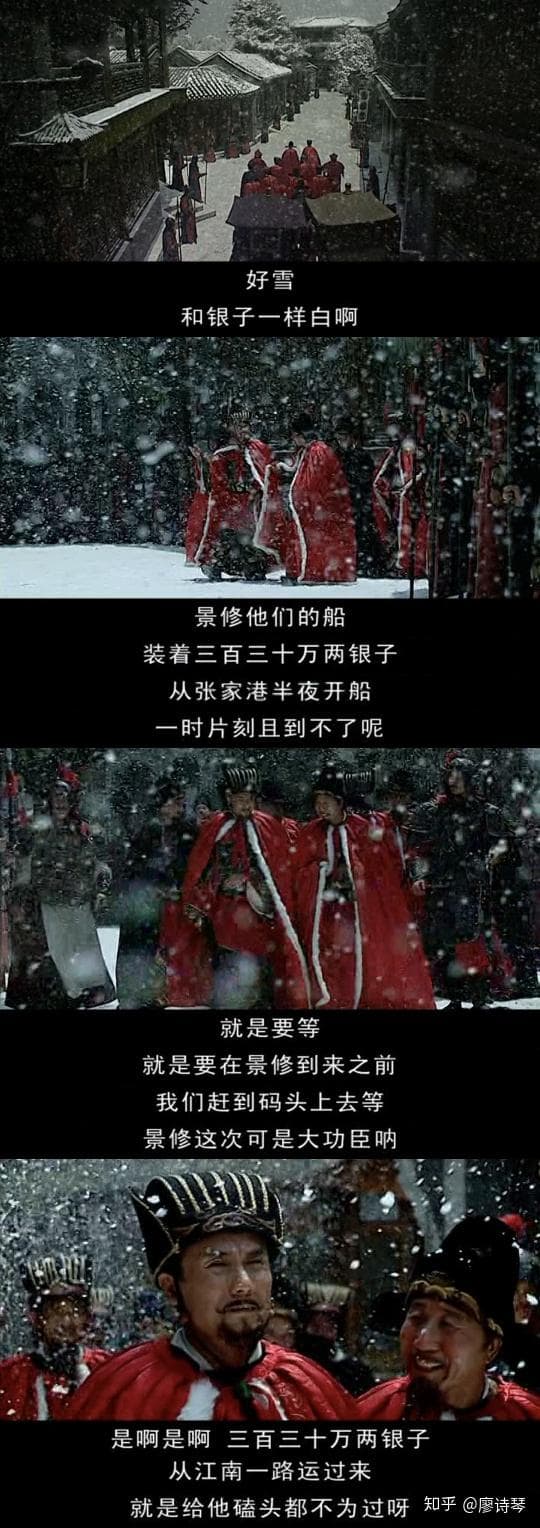 好雪
和银子一样白啊
景修他们的船
装着三百三十万两银子
从张家港半夜开船
一时片刻且到不了呢
就是要等
就是要在景修到来之前
我们赶到码头上去等
景修这次可是大功臣呐
是啊是啊 三百三十万两银子
从江南一路运过来
就是给他磕头都不为过呀
知乎 @廖诗琴